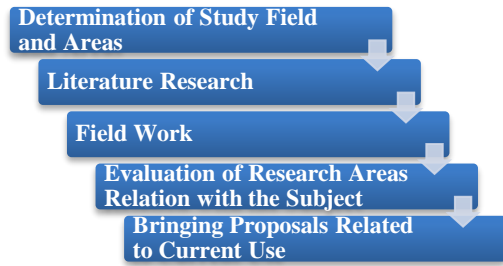 Determination of Study Field
and Areas
Literature Research
Field Work
Evaluation of Research Areas
Relation with the Subject
Bringing Proposals Related
to Current Use